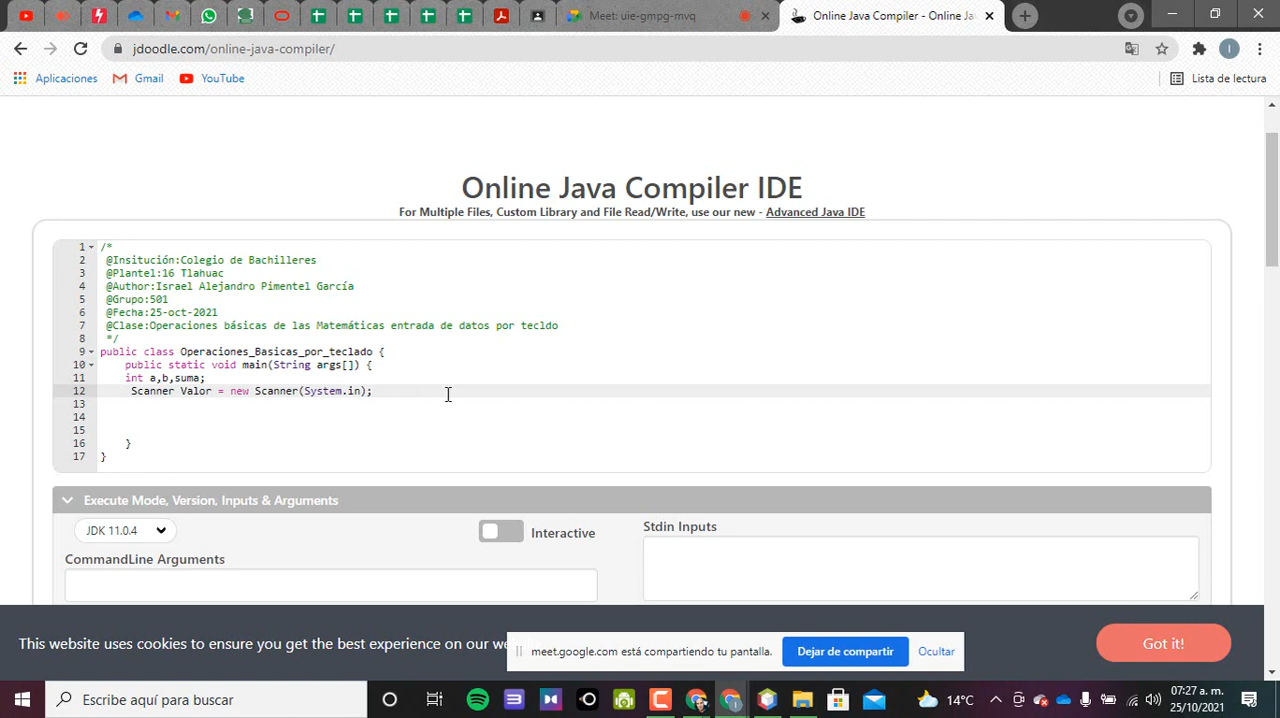 Meet: uie-gmpg-mvq
Online Java Compiler - Online Ja
jdoodle.com/online-java-compiler/
Aplicaciones Gmail YouTube Lista de lectura
Online Java Compiler IDE
For Multiple Files, Custom Library and File Read/Write, use our new - Advanced Java IDE
1 /*
2 @Insitución:Colegio de Bachilleres
3 @Plantel:16 Tlahuac
4 @Author:Israel Alejandro Pimentel García
5 @Grupo:501
6 @Fecha:25-oct-2021
7 @Clase:Operaciones básicas de las Matemáticas entrada de datos por tecldo
8 */
9 public class Operaciones_Basicas_por_teclado {
10 public static void main(String args[]) {
11 int a,b,suma;
12 Scanner Valor = new Scanner(System.in);
13
14
15
16 }
17 }
Execute Mode, Version, Inputs & Arguments
JDK 11.0.4
Interactive
Stdin Inputs
CommandLine Arguments
This website uses cookies to ensure you get the best experience on our we
meet.google.com está compartiendo tu pantalla. Dejar de compartir Ocultar
Got it!
Escribe aquí para buscar
14°C
07:27 a. m.
25/10/2021